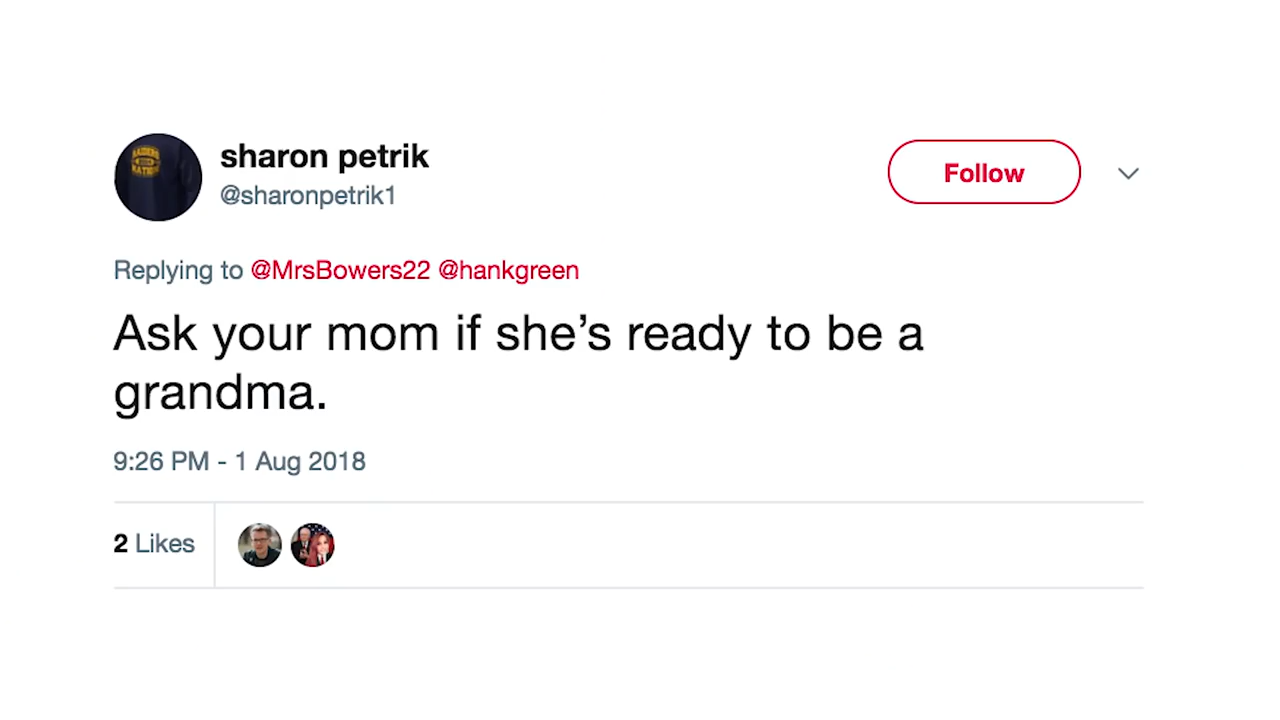 sharon petrik
@sharonpetrik1
Follow
Replying to @MrsBowers22 @hankgreen
Ask your mom if she’s ready to be a
grandma.
9:26 PM - 1 Aug 2018
2 Likes